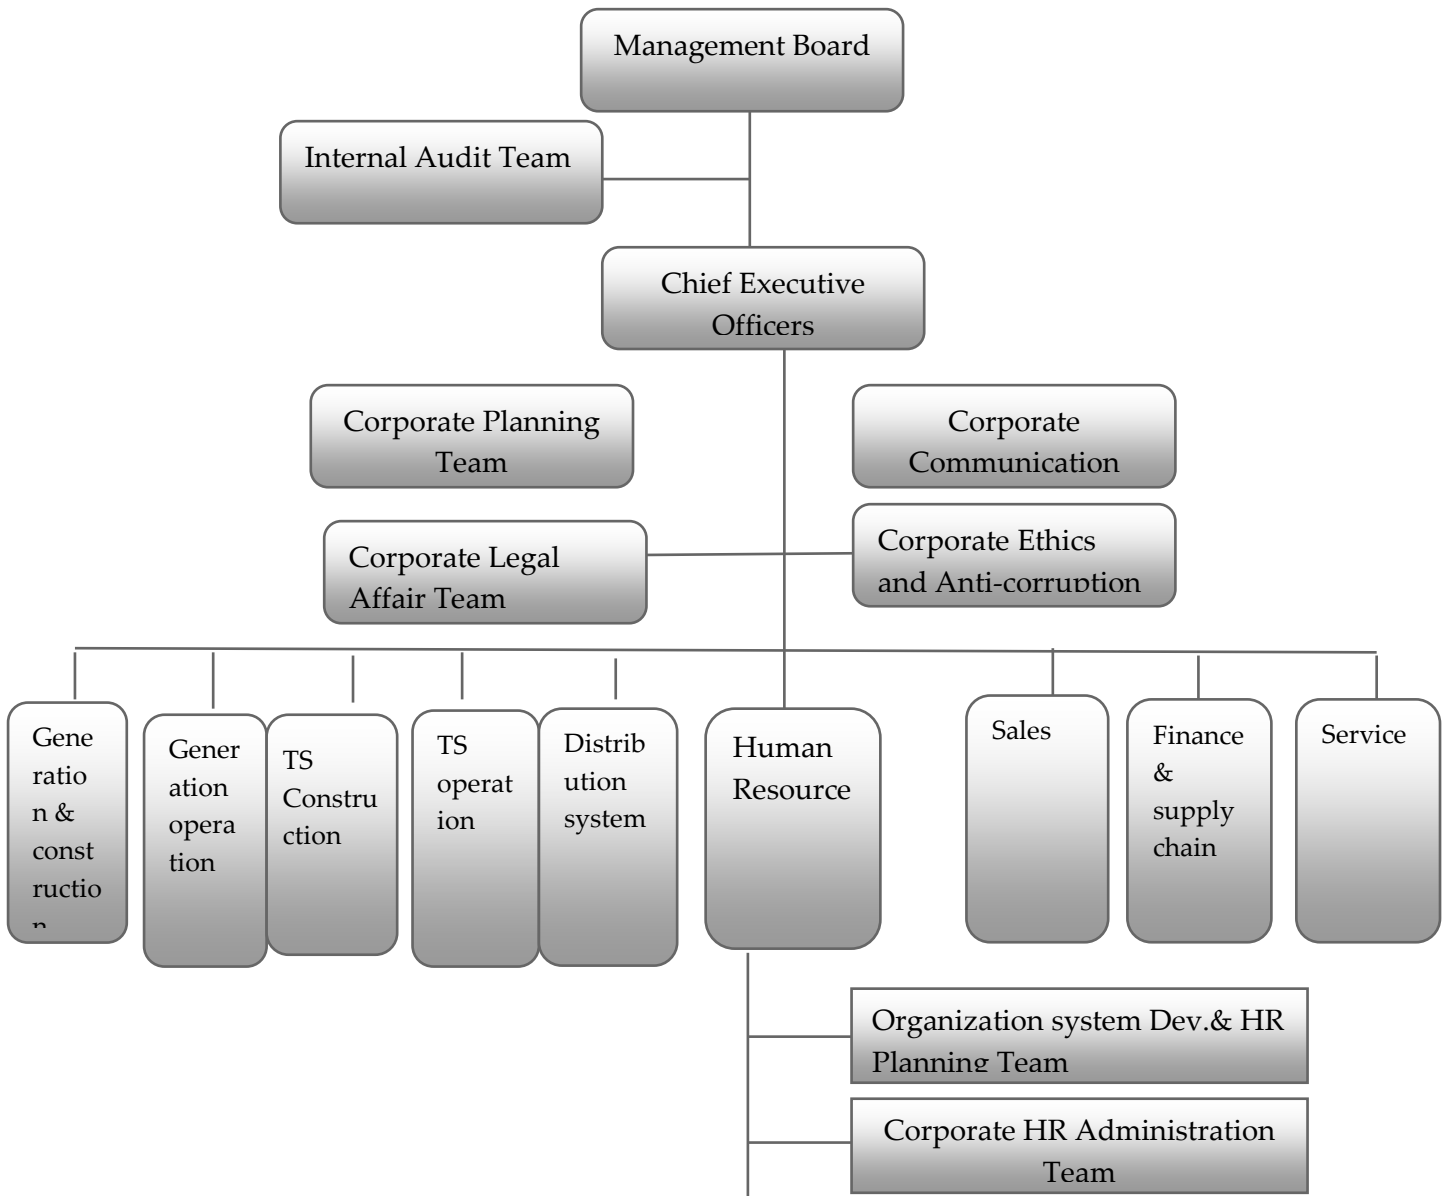 Management Board
Internal Audit Team
Chief Executive
Officers
Corporate Planning
Team
Corporate
Communication
Corporate Legal
Affair Team
Corporate Ethics
and Anti-corruption
Gene
ratio
n &
const
ructio
n
Gener
ation
opera
tion
TS
Constru
ction
TS
operat
ion
Distrib
ution
system
Human
Resource
Sales
Finance
&
supply
chain
Service
Organization system Dev.& HR
Planning Team
Corporate HR Administration
Team